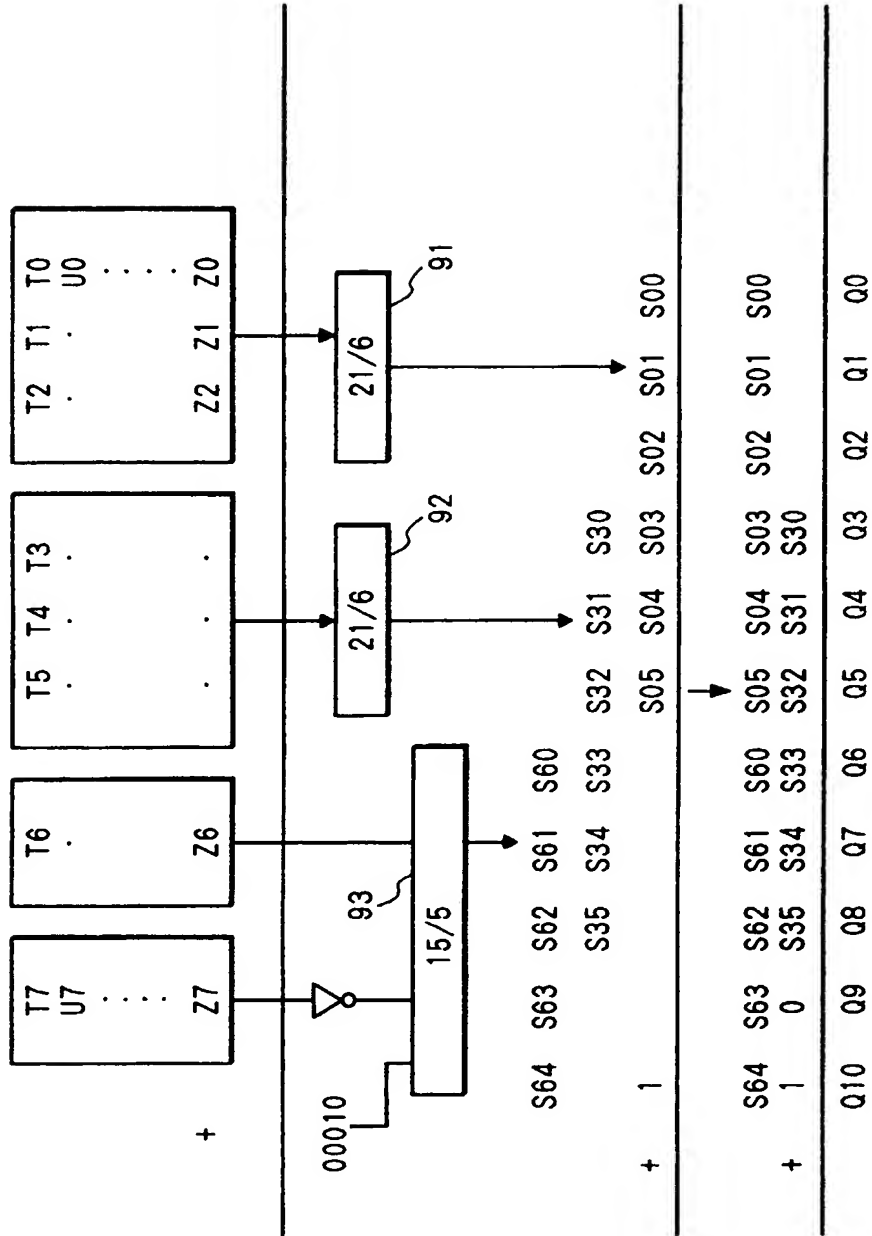 T7 T6 T5 T4 T3 T2 T1 T0
U7 . . . . . U0
. . . . . . . .
+ Z7 Z6 . . . Z2 Z1 Z0
00010 93 92 91
15/5 21/6 21/6
S64 S63 S62 S61 S60
S35 S34 S33 S32 S31 S30
+ 1 S05 S04 S03 S02 S01 S00
S64 S63 S62 S61 S60 S05 S04 S03 S02 S01 S00
+ 1 0 S35 S34 S33 S32 S31 S30
Q10 Q9 Q8 Q7 Q6 Q5 Q4 Q3 Q2 Q1 Q0